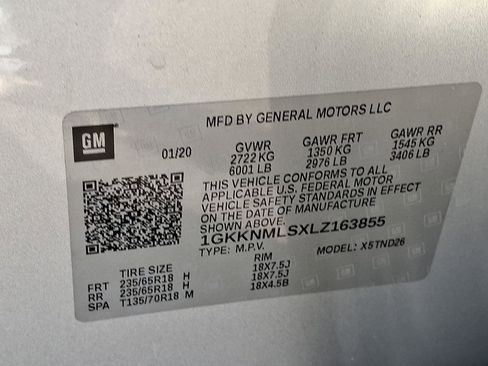 MFD BY GENERAL MOTORS LLC
GM
01/20
GVWR GAWR FRT GAWR RR
2722 KG 1350 KG 1545 KG
6001 LB 2976 LB 3406 LB
THIS VEHICLE CONFORMS TO ALL
APPLICABLE U.S. FEDERAL MOTOR
VEHICLE SAFETY STANDARDS IN EFFECT
ON THE DATE OF MANUFACTURE
SHOWN ABOVE.
1GKKNMLSXLZ163855
TYPE: M.P.V. MODEL: X5TND26
TIRE SIZE RIM
FRT 235/65R18 H 18X7.5J
RR 235/65R18 H 18X7.5J
SPA T135/70R18 M 18X4.5B